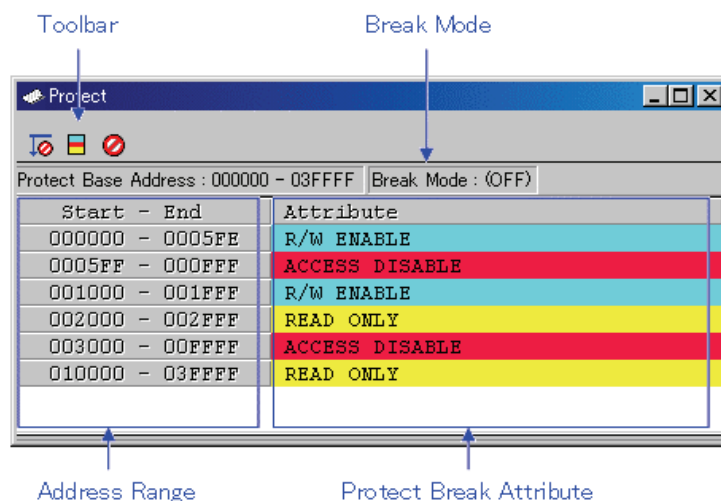 Toolbar Break Mode
Protect
Protect Base Address : 000000 - 03FFFF Break Mode : (OFF)
Start - End Attribute
000000 - 0005FE R/W ENABLE
0005FF - 000FFF ACCESS DISABLE
001000 - 001FFF R/W ENABLE
002000 - 002FFF READ ONLY
003000 - 00FFFF ACCESS DISABLE
010000 - 03FFFF READ ONLY
Address Range Protect Break Attribute